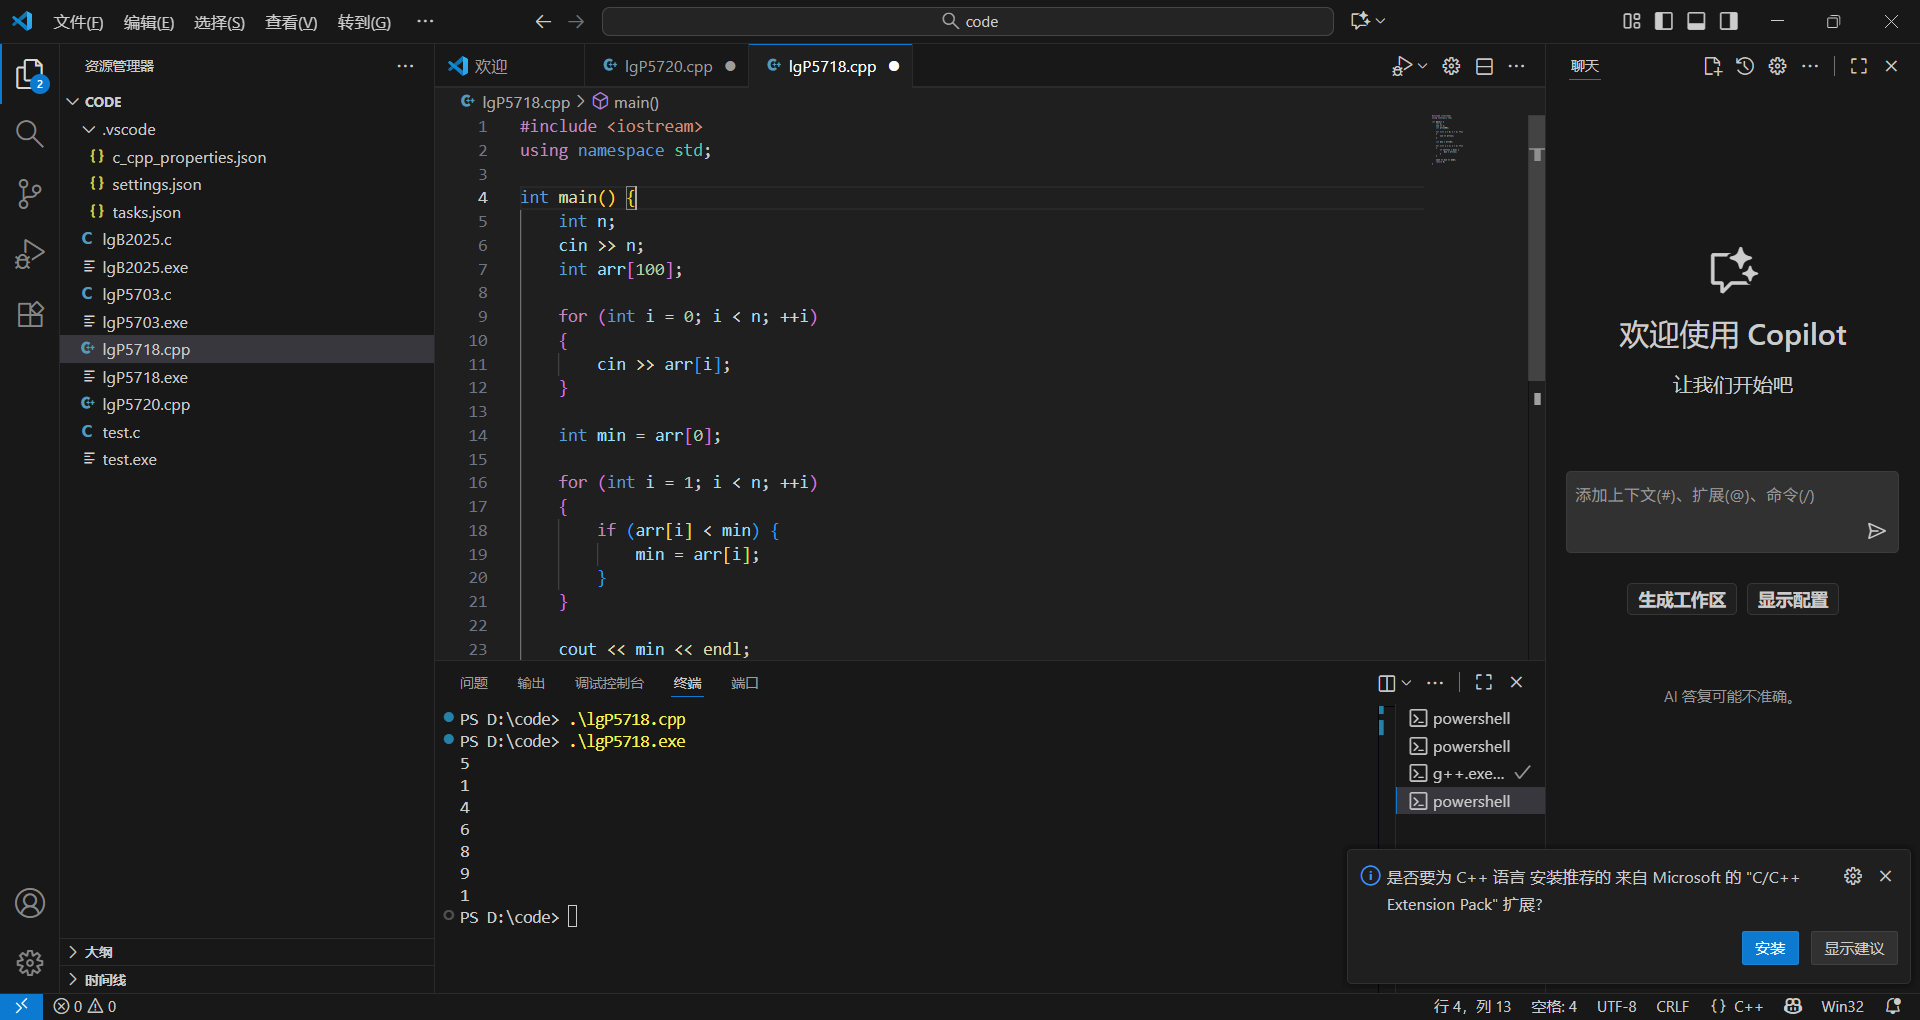 文件(F) 编辑(E) 选择(S) 查看(V) 转到(G) ···
code
资源管理器
CODE
.vscode
{} c_cpp_properties.json
{} settings.json
{} tasks.json
C lgB2025.c
lgB2025.exe
C lgP5703.c
lgP5703.exe
C+ lgP5718.cpp
lgP5718.exe
C+ lgP5720.cpp
C test.c
test.exe
大纲
时间线
2
欢迎
C+ lgP5720.cpp
C+ lgP5718.cpp
C+ lgP5718.cpp > main()
1 #include <iostream>
2 using namespace std;
3
4 int main() {
5 int n;
6 cin >> n;
7 int arr[100];
8
9 for (int i = 0; i < n; ++i)
10 {
11 cin >> arr[i];
12 }
13
14 int min = arr[0];
15
16 for (int i = 1; i < n; ++i)
17 {
18 if (arr[i] < min) {
19 min = arr[i];
20 }
21 }
22
23 cout << min << endl;
问题 输出 调试控制台 终端 端口
PS D:\code> .\lgP5718.cpp
PS D:\code> .\lgP5718.exe
5
1
4
6
8
9
1
PS D:\code>
powershell
powershell
g++.exe...
powershell
聊天
欢迎使用 Copilot
让我们开始吧
添加上下文(#)、扩展(@)、命令(/)
生成工作区 显示配置
AI 答复可能不准确。
是否要为 C++ 语言 安装推荐的 来自 Microsoft 的 "C/C++
Extension Pack" 扩展?
安装 显示建议
0 0
行 4，列 13 空格: 4 UTF-8 CRLF {} C++ Win32